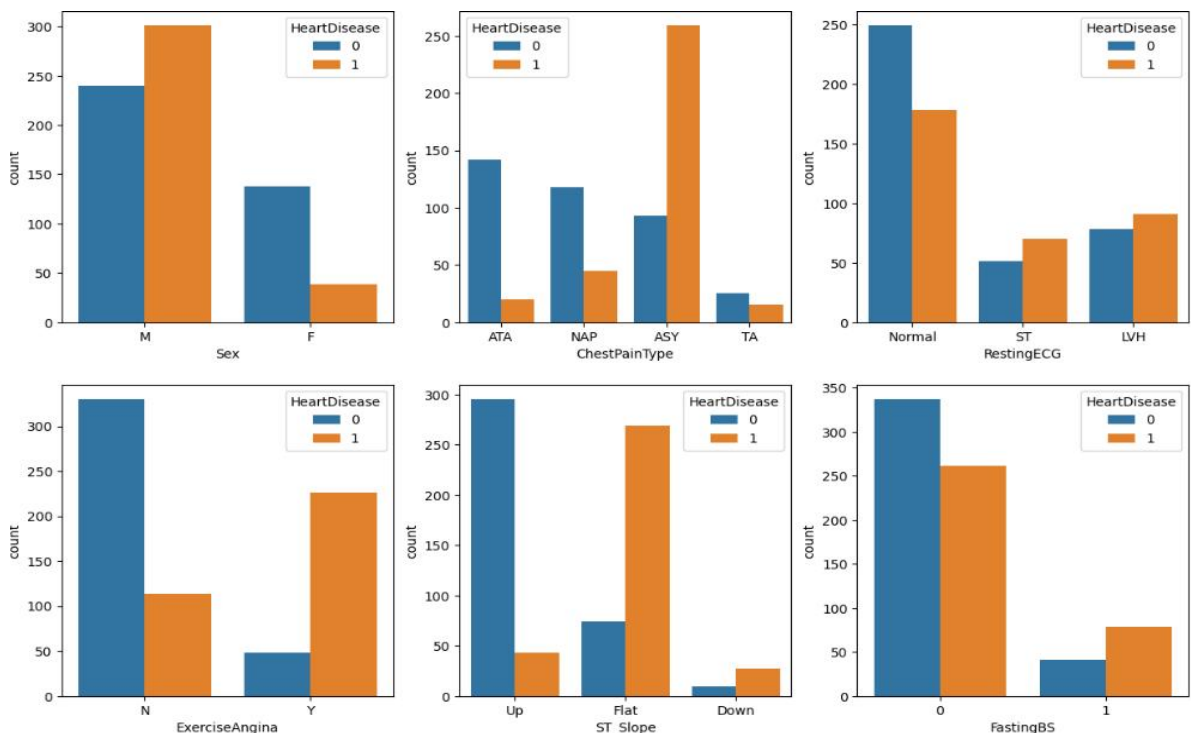 HeartDisease
0
1
300
250
200
150
100
50
0
count
M
F
Sex
HeartDisease
0
1
250
200
150
100
50
0
count
ATA
NAP
ASY
TA
ChestPainType
HeartDisease
0
1
250
200
150
100
50
0
count
Normal
ST
LVH
RestingECG
HeartDisease
0
1
300
250
200
150
100
50
0
count
N
Y
ExerciseAngina
HeartDisease
0
1
300
250
200
150
100
50
0
count
Up
Flat
Down
ST_Slope
HeartDisease
0
1
350
300
250
200
150
100
50
0
count
0
1
FastingBS